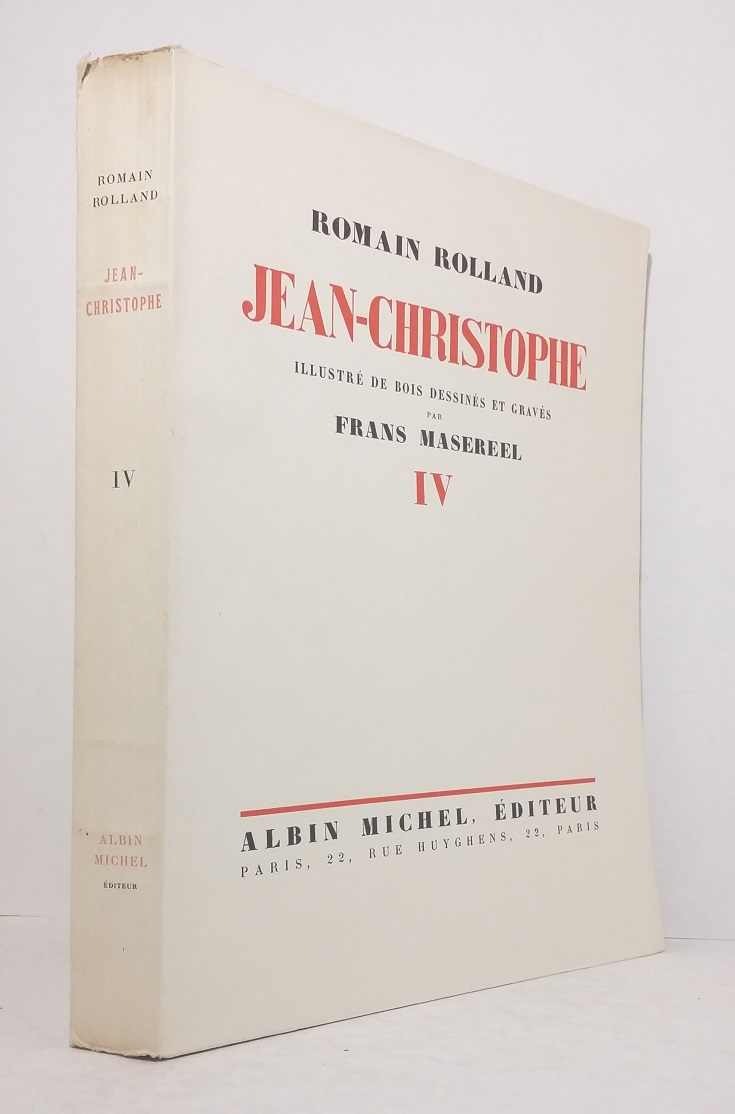 ROMAIN
ROLLAND
JEAN-
CHRISTOPHE
IV
ALBIN
MICHEL
ÉDITEUR
ROMAIN ROLLAND
JEAN-CHRISTOPHE
ILLUSTRÉ DE BOIS DESSINÉS ET GRAVÉS
PAR
FRANS MASEREEL
IV
ALBIN MICHEL, ÉDITEUR
PARIS, 22, RUE HUYGHENS, 22, PARIS